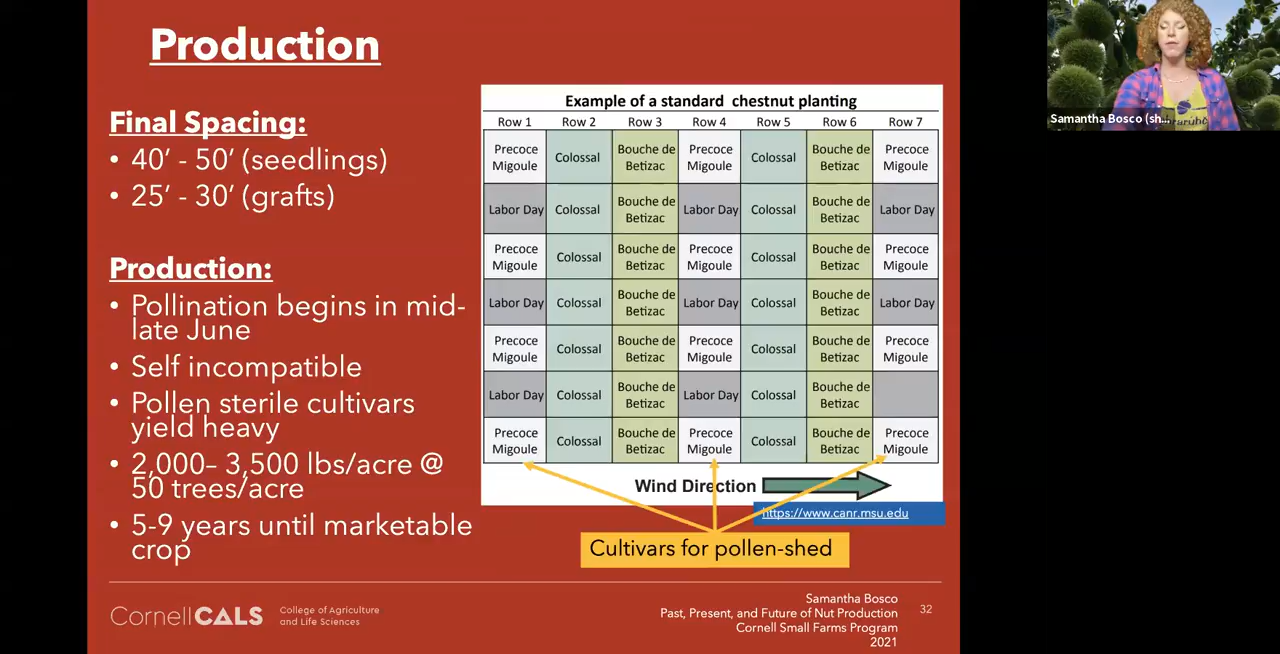 Production
Final Spacing:
• 40’ - 50’ (seedlings)
• 25’ - 30’ (grafts)
Production:
• Pollination begins in mid-
late June
• Self incompatible
• Pollen sterile cultivars
yield heavy
• 2,000– 3,500 lbs/acre @
50 trees/acre
• 5-9 years until marketable
crop
Example of a standard chestnut planting
Row 1 Row 2 Row 3 Row 4 Row 5 Row 6 Row 7
Precoce Bouche de Precoce Bouche de Precoce
Migoule Colossal Betizac Migoule Colossal Betizac Migoule
Labor Day Colossal Bouche de Labor Day Colossal Bouche de Labor Day
Betizac Betizac
Precoce Bouche de Precoce Bouche de Precoce
Migoule Colossal Betizac Migoule Colossal Betizac Migoule
Labor Day Colossal Bouche de Labor Day Colossal Bouche de Labor Day
Betizac Betizac
Precoce Bouche de Precoce Bouche de Precoce
Migoule Colossal Betizac Migoule Colossal Betizac Migoule
Labor Day Colossal Bouche de Labor Day Colossal Bouche de
Betizac Betizac
Precoce Bouche de Precoce Bouche de Precoce
Migoule Colossal Betizac Migoule Colossal Betizac Migoule
Wind Direction
https://www.canr.msu.edu
Cultivars for pollen-shed
CornellCALS
College of Agriculture
and Life Sciences
Samantha Bosco
Past, Present, and Future of Nut Production
Cornell Small Farms Program
2021
32
Samantha Bosco (sh...